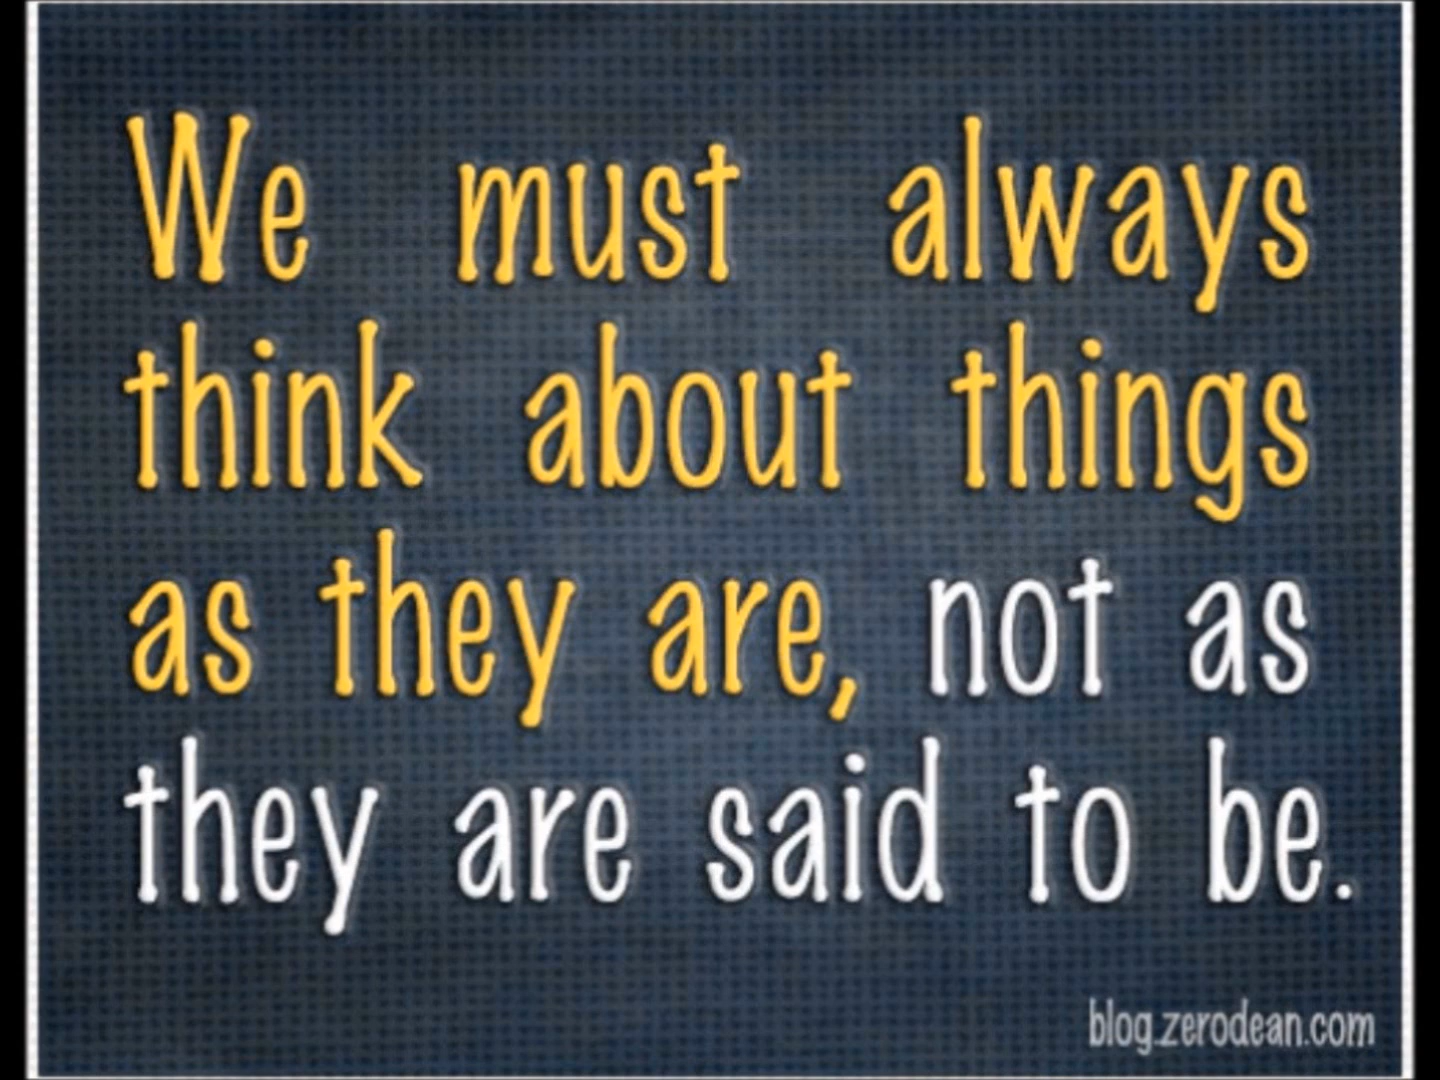 We must always
think about things
as they are, not as
they are said to be.
blog.zerodean.com